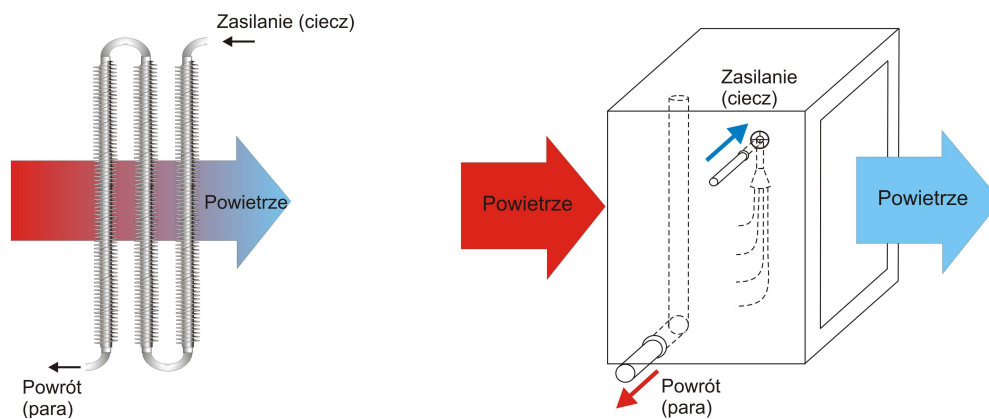 Zasilanie (ciecz)
Powietrze
Powrót
(para)
Zasilanie
(ciecz)
Powietrze
Powietrze
Powrót
(para)